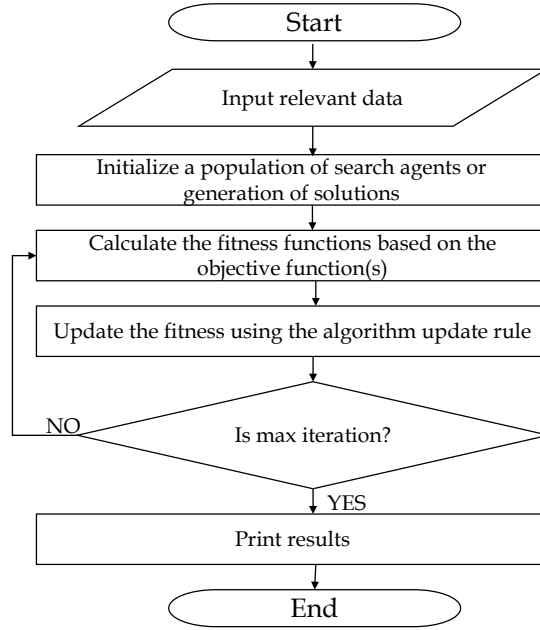 Start
Input relevant data
Initialize a population of search agents or
generation of solutions
Calculate the fitness functions based on the
objective function(s)
Update the fitness using the algorithm update rule
NO
Is max iteration?
YES
Print results
End